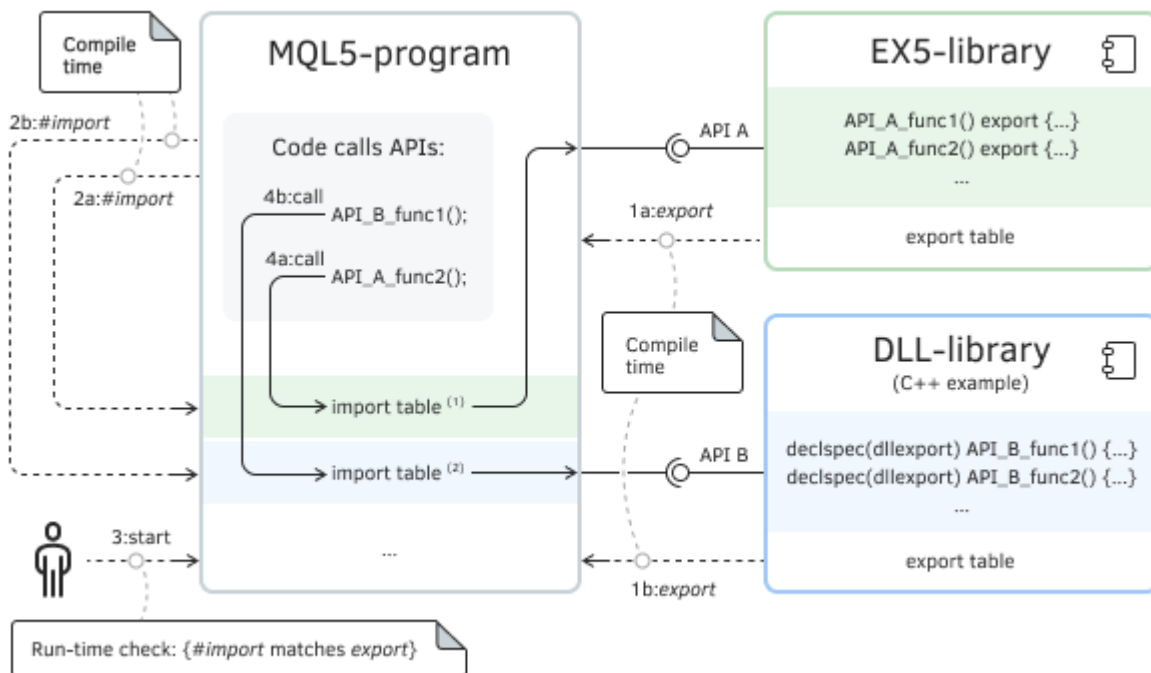 Compile
time
2b:#import
2a:#import
MQL5-program
Code calls APIs:
4b:call
API_B_func1();
4a:call
API_A_func2();
import table (1)
import table (2)
...
3:start
Run-time check: {#import matches export}
API A
1a:export
Compile
time
API B
1b:export
EX5-library
API_A_func1() export {...}
API_A_func2() export {...}
...
export table
DLL-library
(C++ example)
declspec(dllexport) API_B_func1() {...}
declspec(dllexport) API_B_func2() {...}
...
export table